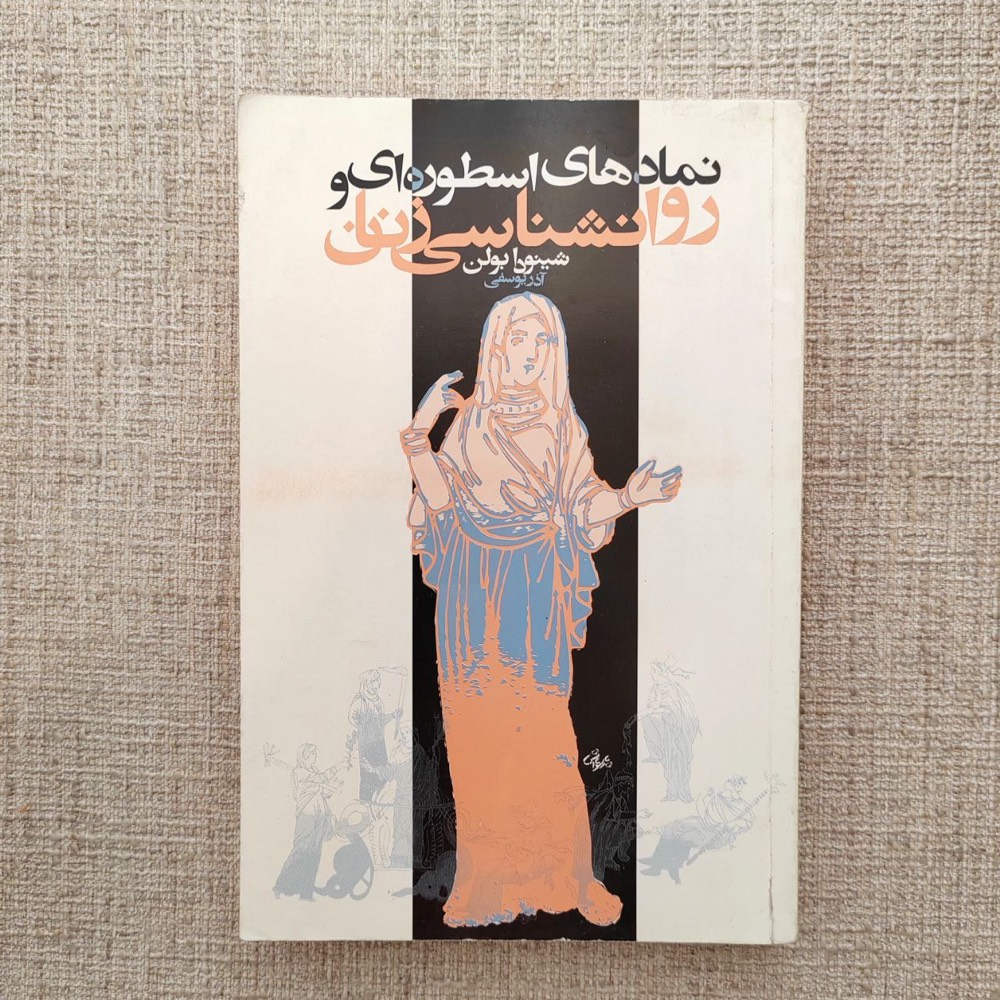 نمادهای اسطوره‌ای و
روانشناسی زنان
شینودا بولن
آذر یوسفی